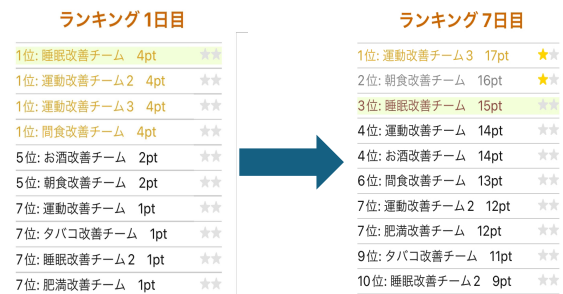 ランキング 1日目
1位: 睡眠改善チーム 4pt
1位: 運動改善チーム2 4pt
1位: 運動改善チーム3 4pt
1位: 間食改善チーム 4pt
5位: お酒改善チーム 2pt
5位: 朝食改善チーム 2pt
7位: 運動改善チーム 1pt
7位: タバコ改善チーム 1pt
7位: 睡眠改善チーム2 1pt
7位: 肥満改善チーム 1pt
ランキング 7日目
1位: 運動改善チーム3 17pt
2位: 朝食改善チーム 16pt
3位: 睡眠改善チーム 15pt
4位: 運動改善チーム 14pt
4位: お酒改善チーム 14pt
6位: 間食改善チーム 13pt
7位: 運動改善チーム2 12pt
7位: 肥満改善チーム 12pt
9位: タバコ改善チーム 11pt
10位: 睡眠改善チーム2 9pt